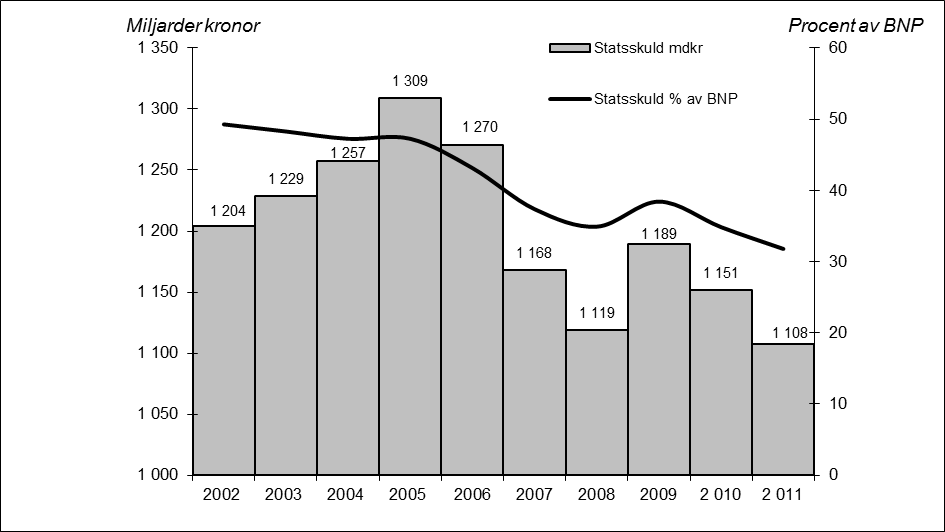 Miljarder kronor Procent av BNP
1 350 60
Statsskuld mdkr
1 309
1 300
Statsskuld % av BNP 50
1 270
1 257
1 250
1 229 40
1 204
1 200
1 189
1 168 30
1 150 1 151
1 119 20
1 108
1 100
1 050 10
1 000 0
2002 2003 2004 2005 2006 2007 2008 2009 2 010 2 011